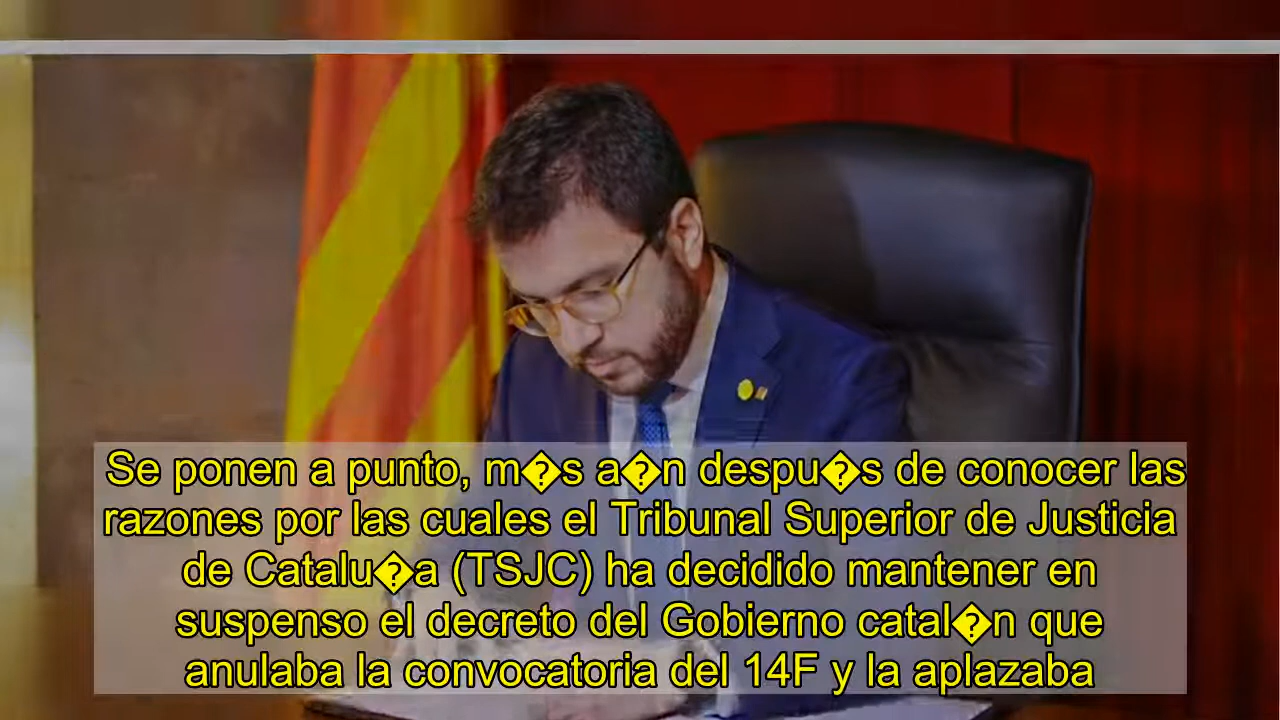 Se ponen a punto, m�s a�n despu�s de conocer las
razones por las cuales el Tribunal Superior de Justicia
de Catalu�a (TSJC) ha decidido mantener en
suspenso el decreto del Gobierno catal�n que
anulaba la convocatoria del 14F y la aplazaba